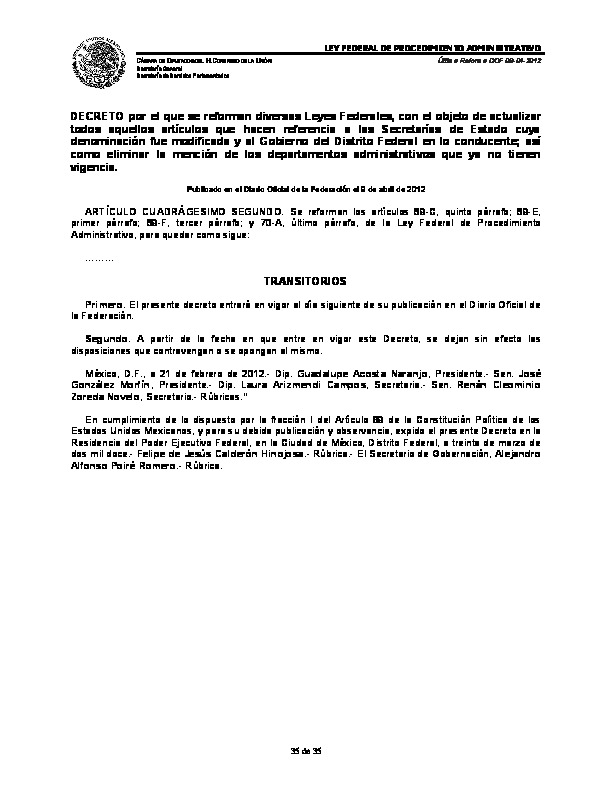 LEY FEDERAL DE PROCEDIMIENTO ADMINISTRATIVO
CÁMARA DE DIPUTADOS DEL H. CONGRESO DE LA UNIÓN
Última Reforma DOF 09-04-2012
Secretaría General
Secretaría de Servicios Parlamentarios
DECRETO por el que se reforman diversas Leyes Federales, con el objeto de actualizar
todos aquellos artículos que hacen referencia a las Secretarías de Estado cuya
denominación fue modificada y al Gobierno del Distrito Federal en lo conducente; así
como eliminar la mención de los departamentos administrativos que ya no tienen
vigencia.
Publicado en el Diario Oficial de la Federación el 9 de abril de 2012
ARTÍCULO CUADRÁGESIMO SEGUNDO. Se reforman los artículos 69-C, quinto párrafo; 69-E,
primer párrafo; 69-F, tercer párrafo; y 70-A, último párrafo, de la Ley Federal de Procedimiento
Administrativo, para quedar como sigue:
.........
TRANSITORIOS
Primero. El presente decreto entrará en vigor al día siguiente de su publicación en el Diario Oficial de
la Federación.
Segundo. A partir de la fecha en que entre en vigor este Decreto, se dejan sin efecto las
disposiciones que contravengan o se opongan al mismo.
México, D.F., a 21 de febrero de 2012.- Dip. Guadalupe Acosta Naranjo, Presidente.- Sen. José
González Morfín, Presidente.- Dip. Laura Arizmendi Campos, Secretaria.- Sen. Renán Cleominio
Zoreda Novelo, Secretario.- Rúbricas."
En cumplimiento de lo dispuesto por la fracción I del Artículo 89 de la Constitución Política de los
Estados Unidos Mexicanos, y para su debida publicación y observancia, expido el presente Decreto en la
Residencia del Poder Ejecutivo Federal, en la Ciudad de México, Distrito Federal, a treinta de marzo de
dos mil doce.- Felipe de Jesús Calderón Hinojosa.- Rúbrica.- El Secretario de Gobernación, Alejandro
Alfonso Poiré Romero.- Rúbrica.
35 de 35